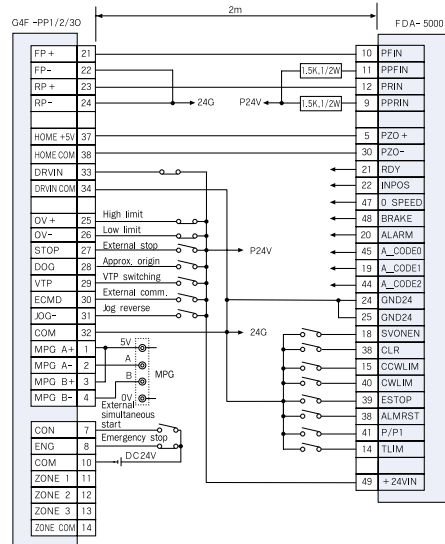 2m
G4F -PP1/2/3O
FDA-5000
FP + 21
FP- 22
RP + 23
RP- 24
HOME +5V 37
HOME COM 38
DRVIN 33
DRVIN COM 34
OV + 25
OV- 26
STOP 27
DOG 28
VTP 29
ECMD 30
JOG- 31
COM 32
MPG A+ 1
MPG A- 2
MPG B+ 3
MPG B- 4
CON 7
ENG 8
COM 10
ZONE 1 11
ZONE 2 12
ZONE 3 13
ZONE COM 14
24G
P24V
1.5K,1/2W
1.5K,1/2W
High limit
Low limit
External stop
Approx. origin
VTP switching
External comm.
Jog reverse
P24V
24G
5V
A
B
0V
MPG
External
simultaneous
start
Emergency stop
DC24V
10 PFIN
11 PPFIN
12 PRIN
9 PPRIN
5 PZO +
30 PZO-
21 RDY
22 INPOS
47 0 SPEED
48 BRAKE
20 ALARM
45 A_CODE0
19 A_CODE1
44 A_CODE2
24 GND24
25 GND24
18 SVONEN
38 CLR
15 CCWLIM
40 CWLIM
39 ESTOP
38 ALMRST
41 P/P1
14 TLIM
49 +24VIN